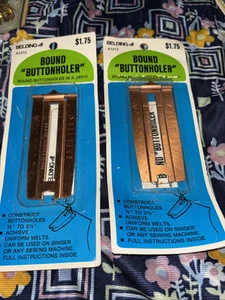 BELDING
A1213
$1.75
BOUND
"BUTTONHOLER"
BOUND BUTTONHOLES IN A JIFFY!
• CONSTRUCT
BUTTONHOLES
• ACHIEVE
UNIFORM WELTS.
• CAN BE USED ON SINGER
OR ANY SEWING MACHINE.
FULL INSTRUCTIONS INSIDE
BELDING
A1213
$1.75
BOUND
"BUTTONHOLER"
• CONSTRUCT
BUTTONHOLES
• ACHIEVE
UNIFORM WELTS.
• CAN BE USED ON SINGER
OR ANY SEWING MACHINE.
FULL INSTRUCTIONS INSIDE